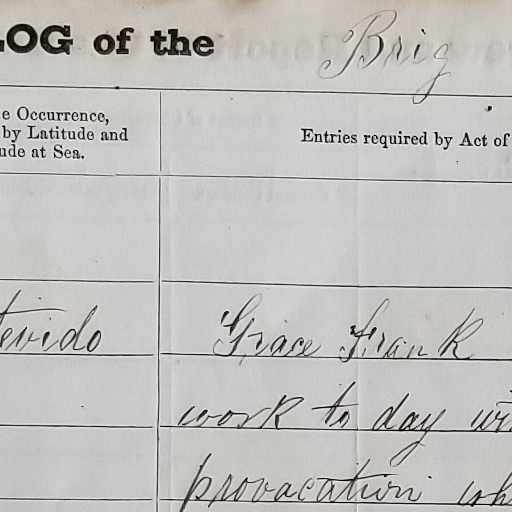 LOG of the Brig
e Occurrence,
by Latitude and
ude at Sea.
Entries required by Act of
tevido
Grace Frank
work to day wi
provacation wh